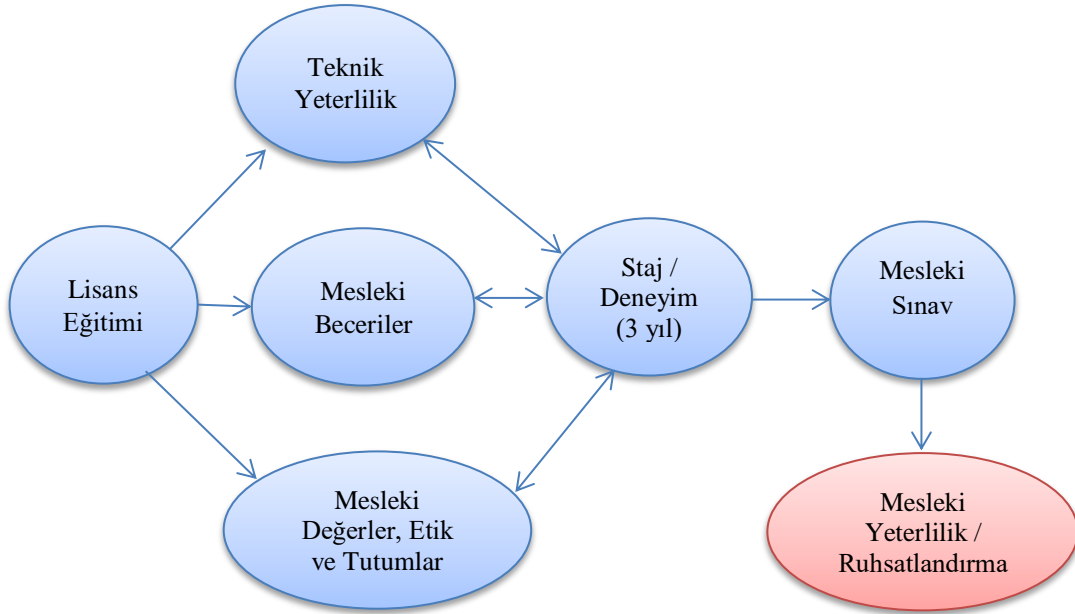 Teknik
Yeterlilik
Lisans
Eğitimi
Mesleki
Beceriler
Staj /
Deneyim
(3 yıl)
Mesleki
Sınav
Mesleki
Değerler, Etik
ve Tutumlar
Mesleki
Yeterlilik /
Ruhsatlandırma